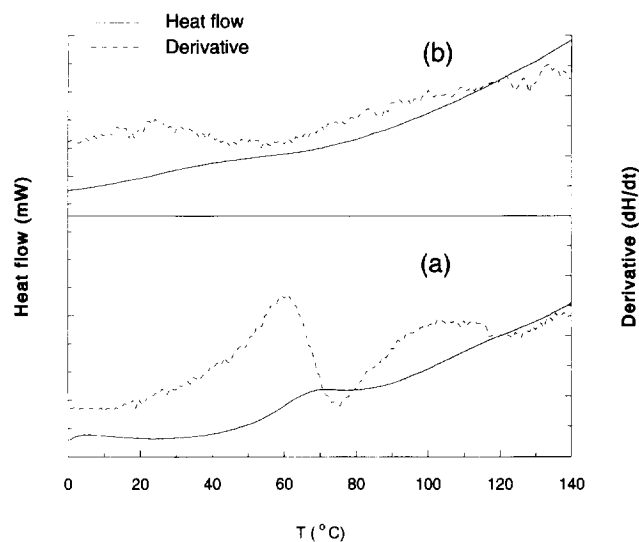 Heat flow
Derivative
(b)
(a)
Heat flow (mW)
Derivative (dH/dt)
0 20 40 60 80 100 120 140
T (°C)